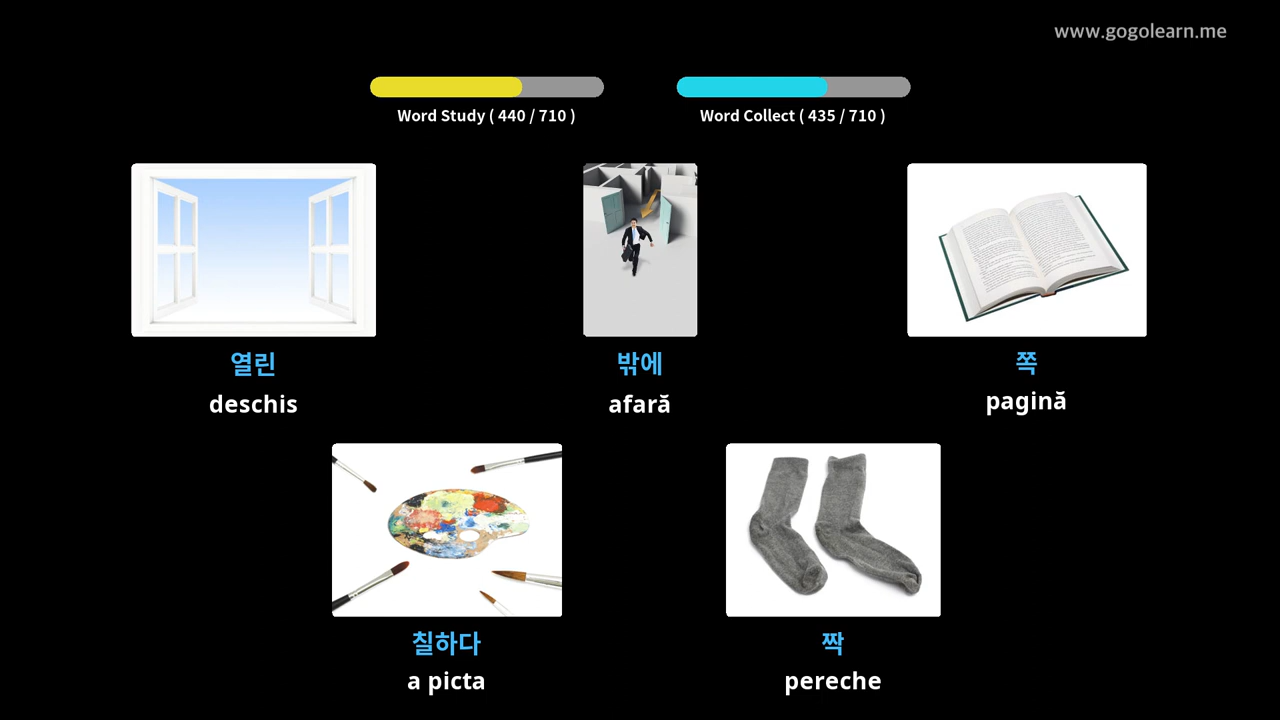 www.gogolearn.me
Word Study ( 440 / 710 )
Word Collect ( 435 / 710 )
열린
deschis
밖에
afară
쪽
pagină
칠하다
a picta
짝
pereche